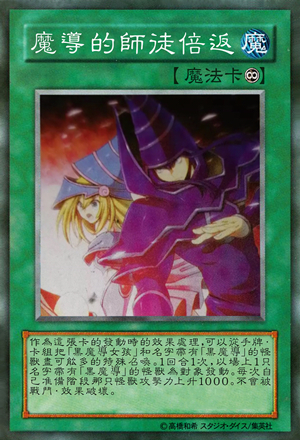 魔導的師徒倍返 魔
【魔法卡】
作為這張卡的發動時的效果處理,可以從手牌、
卡組把「黑魔導女孩」和名字帶有「黑魔導」的怪
獸盡可能多的特殊召喚。1回合1次,以場上1只
名字帶有「黑魔導」的怪獸為對象發動。每次自
己準備階段那只怪獸攻擊力上升1000。不會被
戰鬥、效果破壞。
©高橋和希 スタジオ・ダイス/集英社